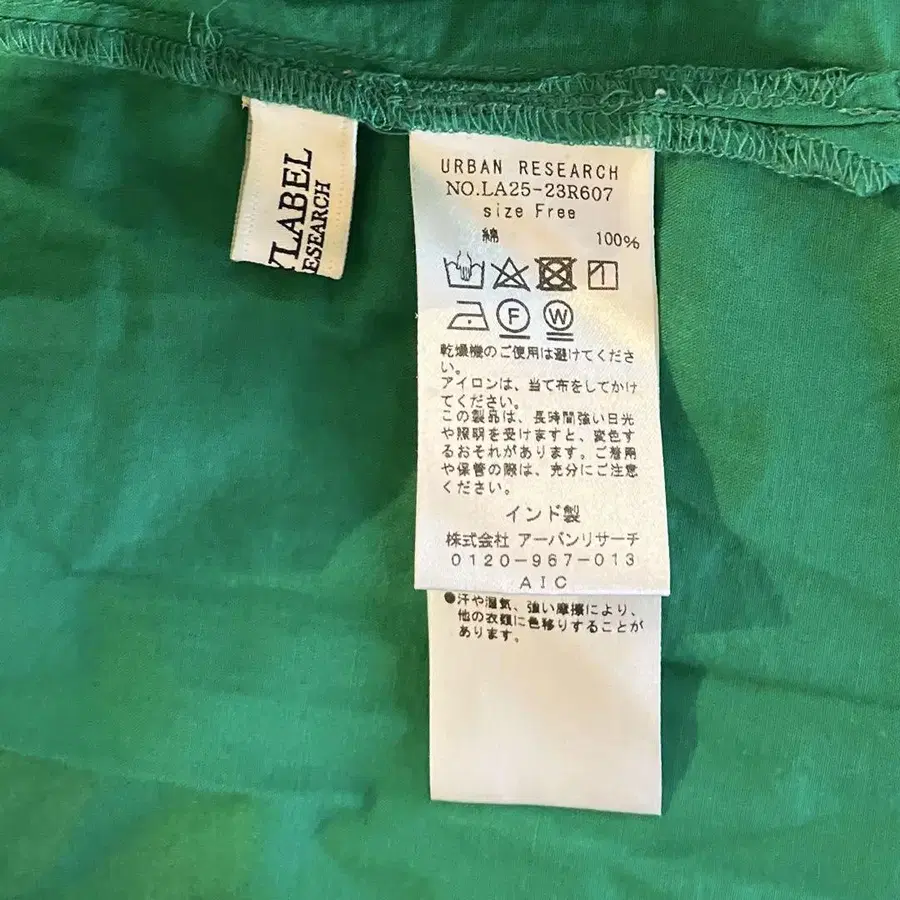 YLABEL
ESEARCH
URBAN RESEARCH
NO.LA25-23R607
size Free
綿 100%
F W
乾燥機のご使用は避けてくださ
い。
アイロンは、当て布をしてかけ
てください。
この製品は、長時間強い日光
や照明を受けますと、変色す
るおそれがあります。ご着用
や保管の際は、充分にご注意
ください。
インド製
株式会社 アーバンリサーチ
0120-967-013
AIC
●汗や湿気、強い摩擦により、
他の衣類に色移りすることが
あります。